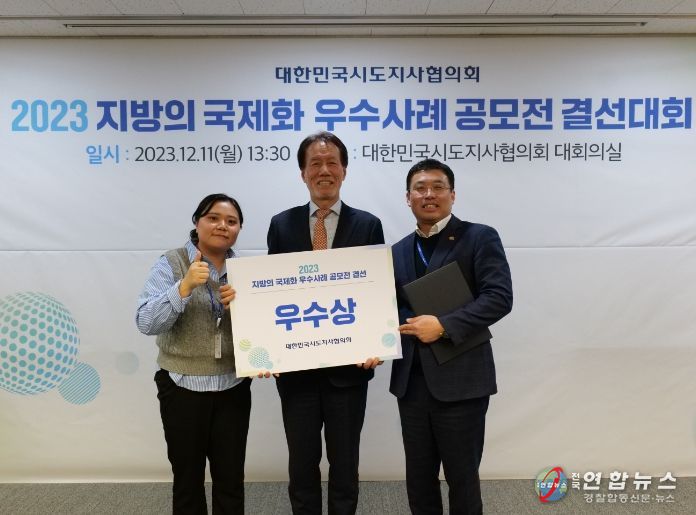 대한민국시도지사협의회
2023 지방의 국제화 우수사례 공모전 결선대회
일시 : 2023.12.11(월) 13:30 : 대한민국시도지사협의회 대회의실
2023
지방의 국제화 우수사례 공모전 결선
우수상
대한민국시도지사협의회
전국 연합뉴스
경찰합동신문·뉴스